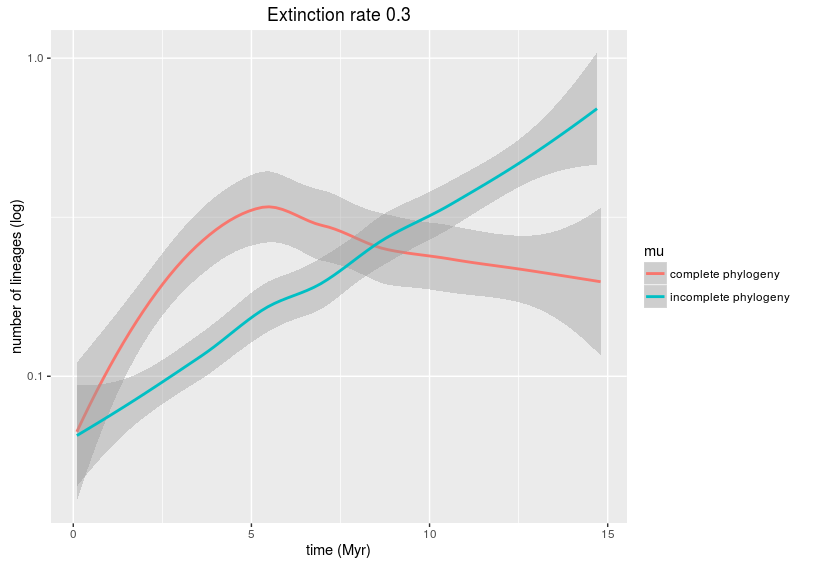 Extinction rate 0.3
1.0
0.1
number of lineages (log)
0
5
10
15
time (Myr)
mu
complete phylogeny
incomplete phylogeny